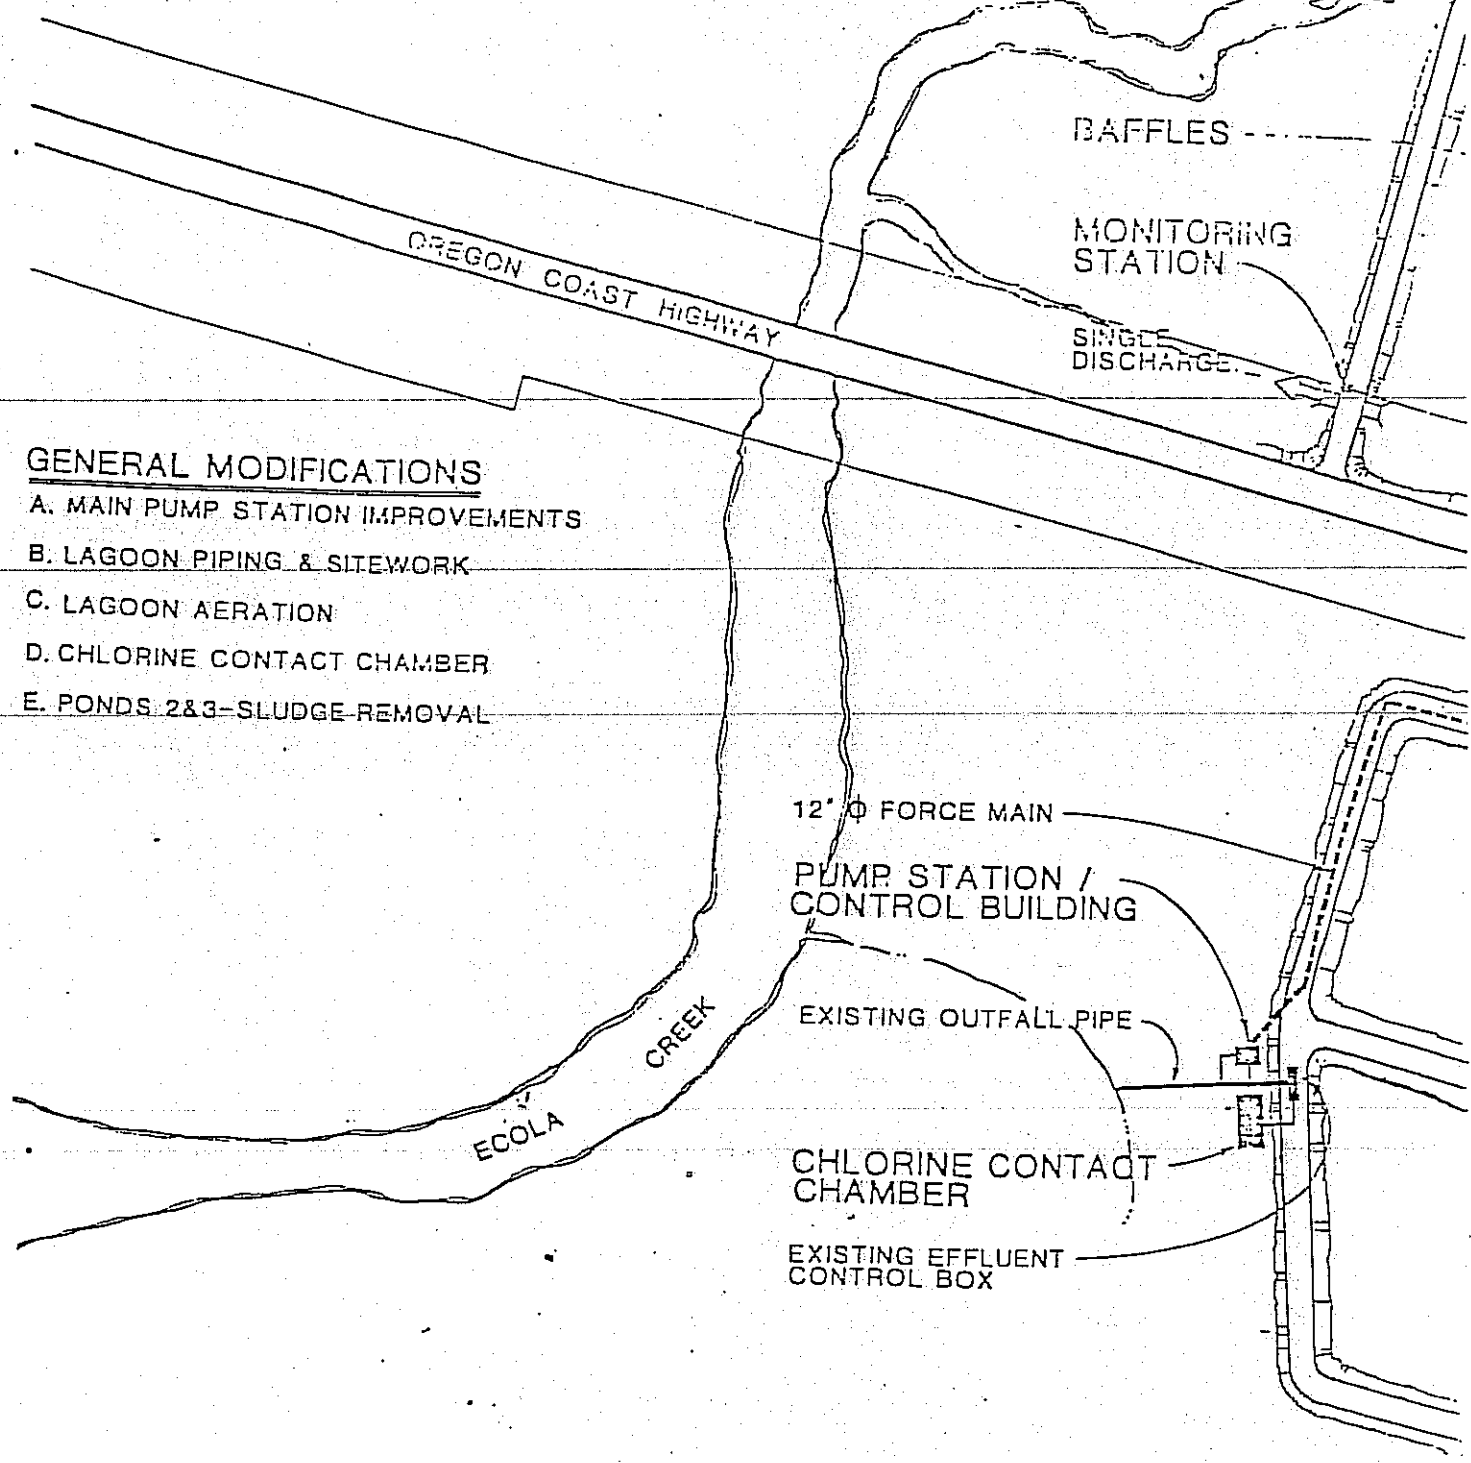 BAFFLES
MONITORING
STATION
OREGON COAST HIGHWAY
SINGLE
DISCHARGE
GENERAL MODIFICATIONS
A. MAIN PUMP STATION IMPROVEMENTS
B. LAGOON PIPING & SITEWORK
C. LAGOON AERATION
D. CHLORINE CONTACT CHAMBER
E. PONDS 2&3-SLUDGE REMOVAL
12" ϕ FORCE MAIN
PUMP STATION /
CONTROL BUILDING
EXISTING OUTFALL PIPE
ECOLA CREEK
CHLORINE CONTACT
CHAMBER
EXISTING EFFLUENT
CONTROL BOX